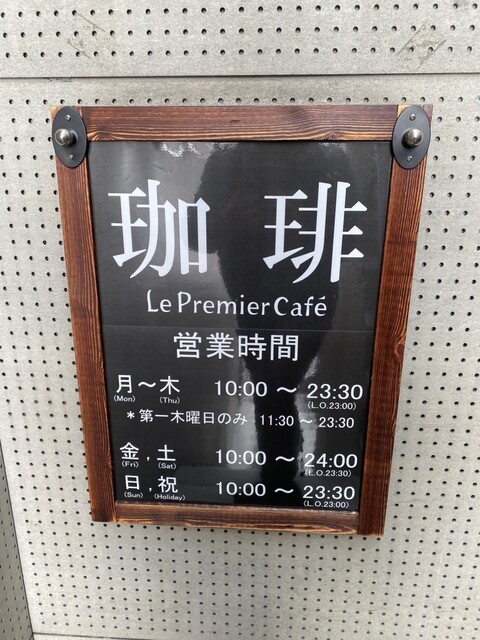 珈琲
Le Premier Café
営業時間
月～木 10:00 ～ 23:30
(Mon) (Thu) (L.O.23:00)
＊第一木曜日のみ 11:30 ～ 23:30
金，土 10:00 ～ 24:00
(Fri) (Sat) (L.O.23:30)
日，祝 10:00 ～ 23:30
(Sun) (Holiday) (L.O.23:00)